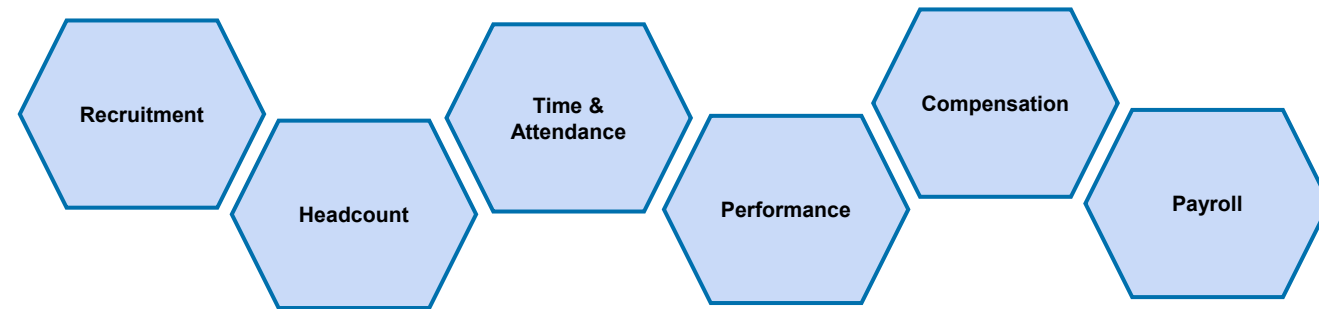 Recruitment
Headcount
Time &
Attendance
Performance
Compensation
Payroll